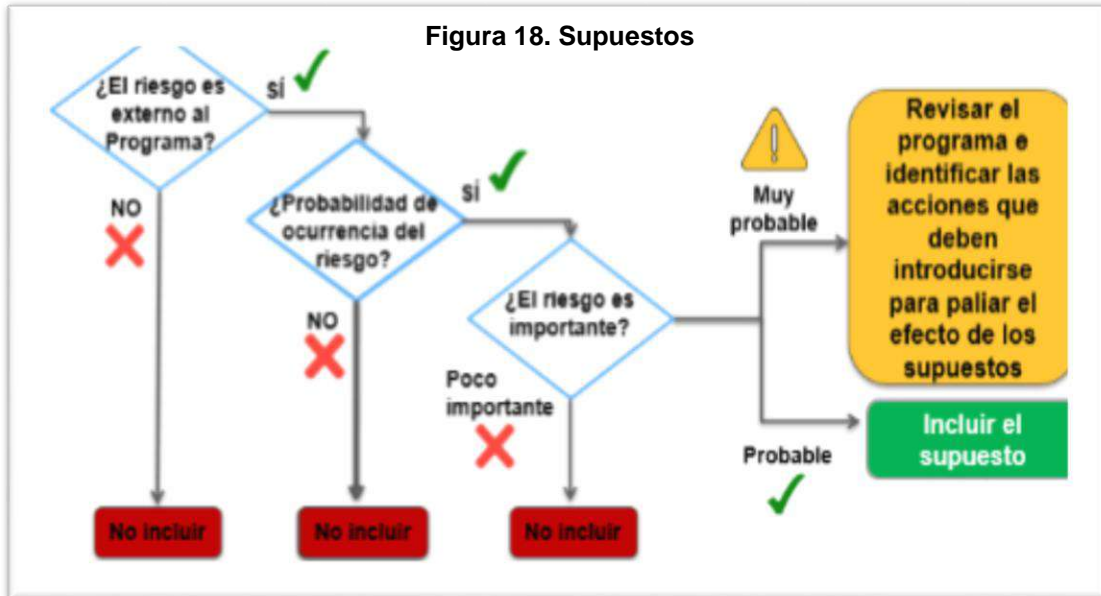 Figura 18. Supuestos
¿El riesgo es
externo al
Programa?
sí
NO
No incluir
¿Probabilidad de
ocurrencia del
riesgo?
sí
NO
No incluir
¿El riesgo es
importante?
Poco
importante
No incluir
Muy
probable
Revisar el
programa e
identificar las
acciones que
deben
introducirse
para paliar el
efecto de los
supuestos
Probable
Incluir el
supuesto